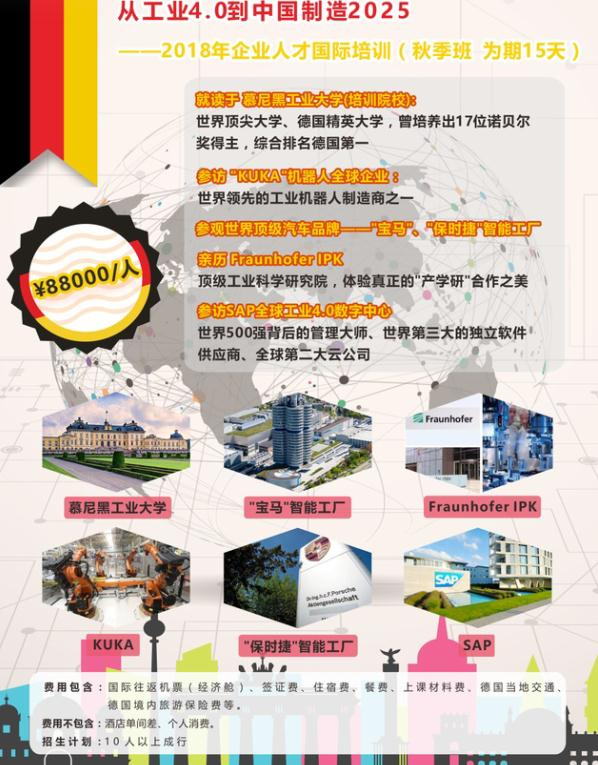 从工业4.0到中国制造2025
——2018年企业人才国际培训（秋季班 为期15天）
就读于 慕尼黑工业大学(培训院校):
世界顶尖大学、德国精英大学，曾培养出17位诺贝尔
奖得主，综合排名德国第一
参访 "KUKA"机器人全球企业：
世界领先的工业机器人制造商之一
参观世界顶级汽车品牌——"宝马"、"保时捷"智能工厂
亲历 Fraunhofer IPK
顶级工业科学研究院，体验真正的"产学研"合作之美
参访SAP全球工业4.0数字中心
世界500强背后的管理大师、世界第三大的独立软件
供应商、全球第二大云公司
¥88000/人
Fraunhofer
慕尼黑工业大学
"宝马"智能工厂
Fraunhofer IPK
Dr.Ing.h.c.F.Porsche
Aktiengesellschaft
SAP
KUKA
"保时捷"智能工厂
SAP
费用包含：国际往返机票（经济舱）、签证费、住宿费、餐费、上课材料费、德国当地交通、
德国境内旅游保险费等。
费用不包含：酒店单间差、个人消费。
招生计划：10人以上成行